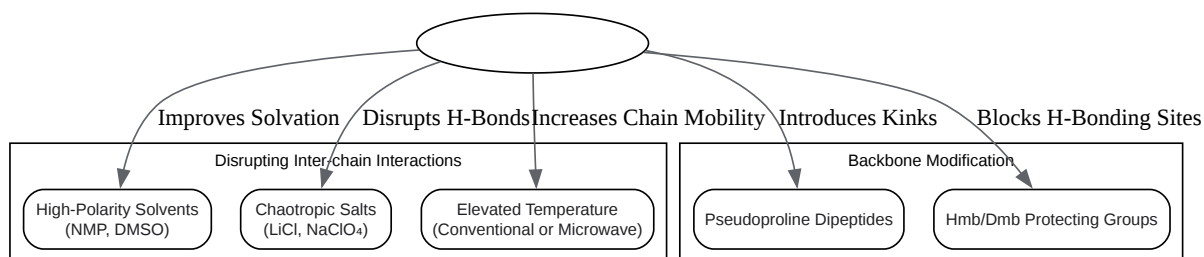 Improves Solvation
Disrupts H-Bonds
Increases Chain Mobility
Introduces Kinks
Blocks H-Bonding Sites
Disrupting Inter-chain Interactions
Backbone Modification
High-Polarity Solvents
(NMP, DMSO)
Chaotropic Salts
(LiCl, NaClO₄)
Elevated Temperature
(Conventional or Microwave)
Pseudoproline Dipeptides
Hmb/Dmb Protecting Groups